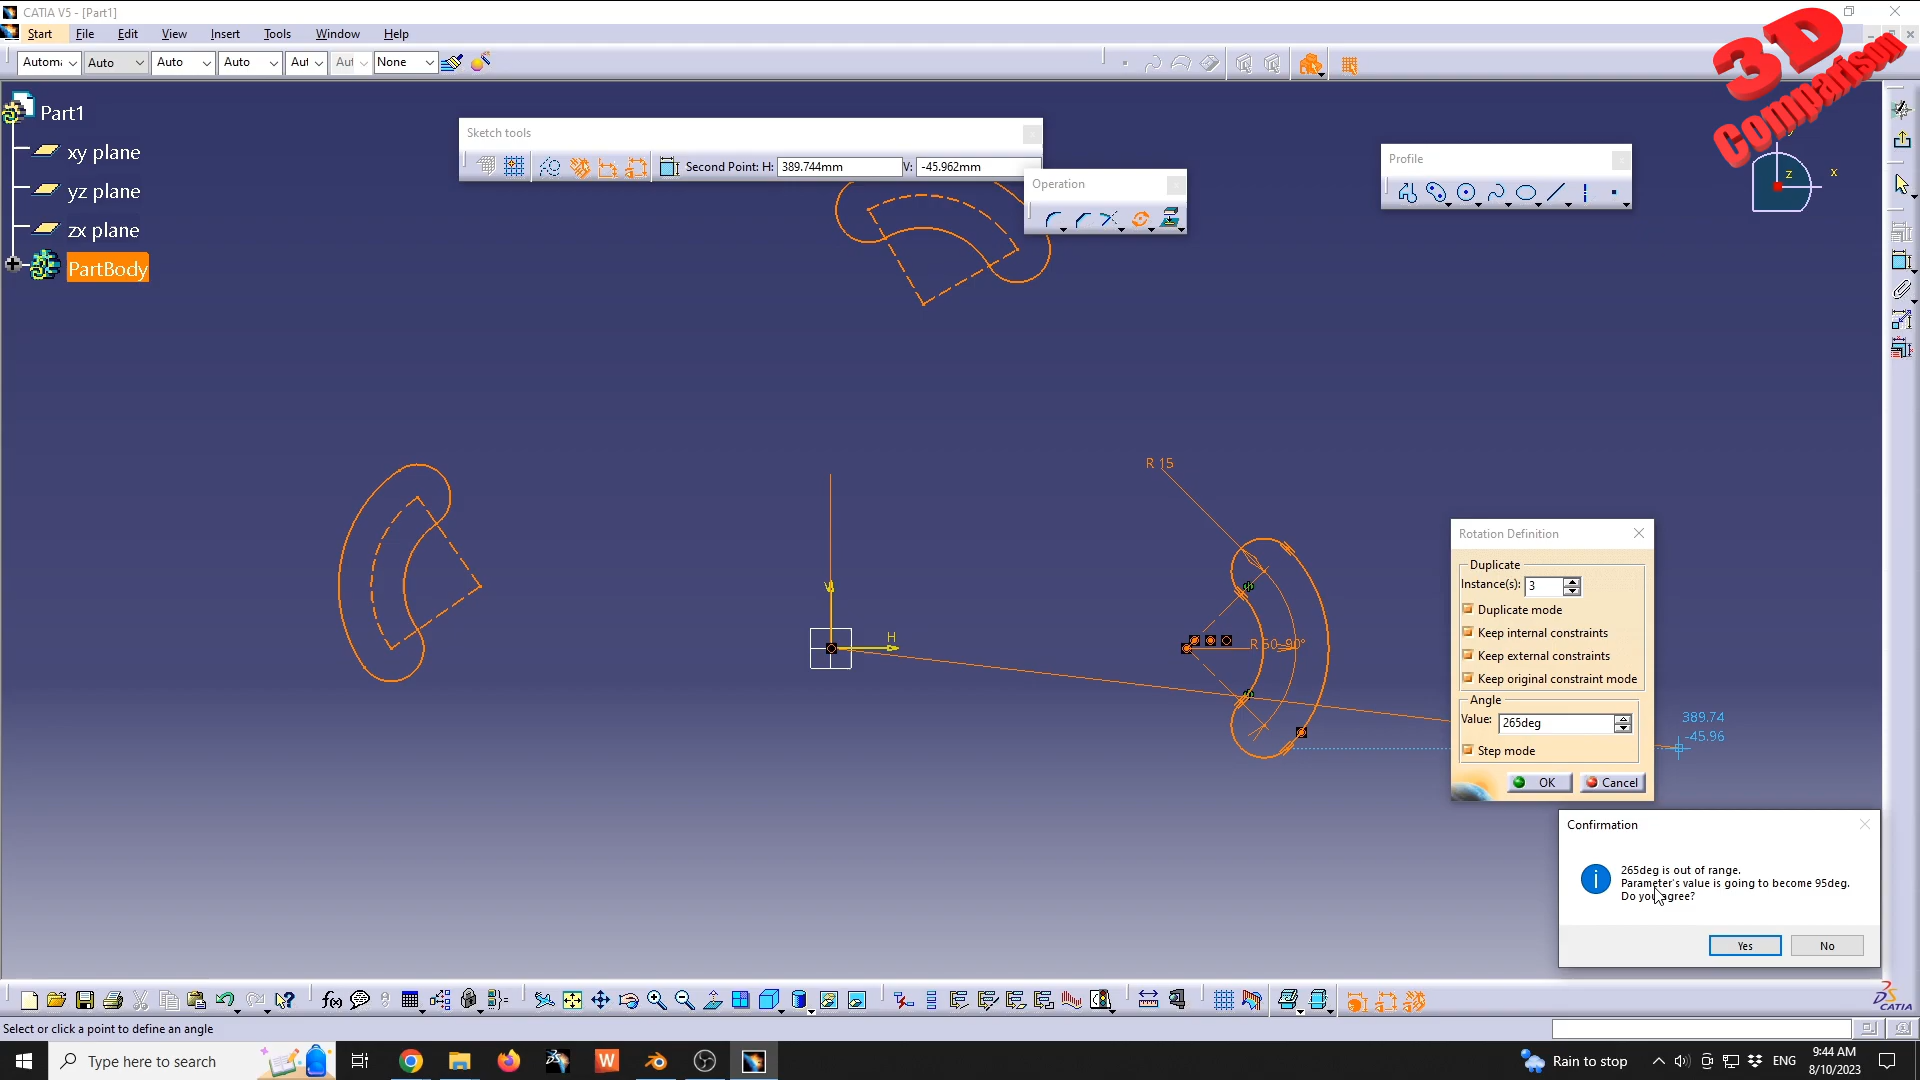 CATIA V5 - [Part1]
Start File Edit View Insert Tools Window Help
Auto Auto Auto None
3D
Comparison
Part1
xy plane
yz plane
zx plane
PartBody
Sketch tools
Second Point: H: 389.744mm V: -45.962mm
Operation
Profile
y
z x
R 15
V
H
R 50 90°
Rotation Definition
Duplicate
Instance(s): 3
Duplicate mode
Keep internal constraints
Keep external constraints
Keep original constraint mode
Angle
Value: 265deg
Step mode
OK Cancel
389.74
-45.96
Confirmation
265deg is out of range.
Parameter's value is going to become 95deg.
Do you agree?
Yes No
f(x)
CATIA
Select or click a point to define an angle
Type here to search
W
Rain to stop
ENG
9:44 AM
8/10/2023